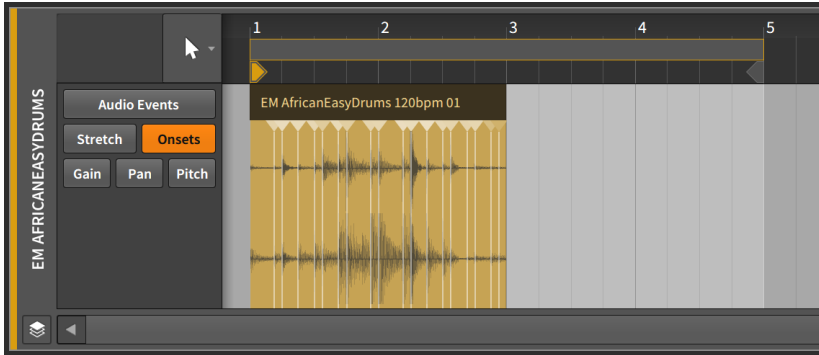 1 2 3 4 5
EM AFRICANEASYDRUMS
Audio Events
EM AfricanEasyDrums 120bpm 01
Stretch Onsets
Gain Pan Pitch